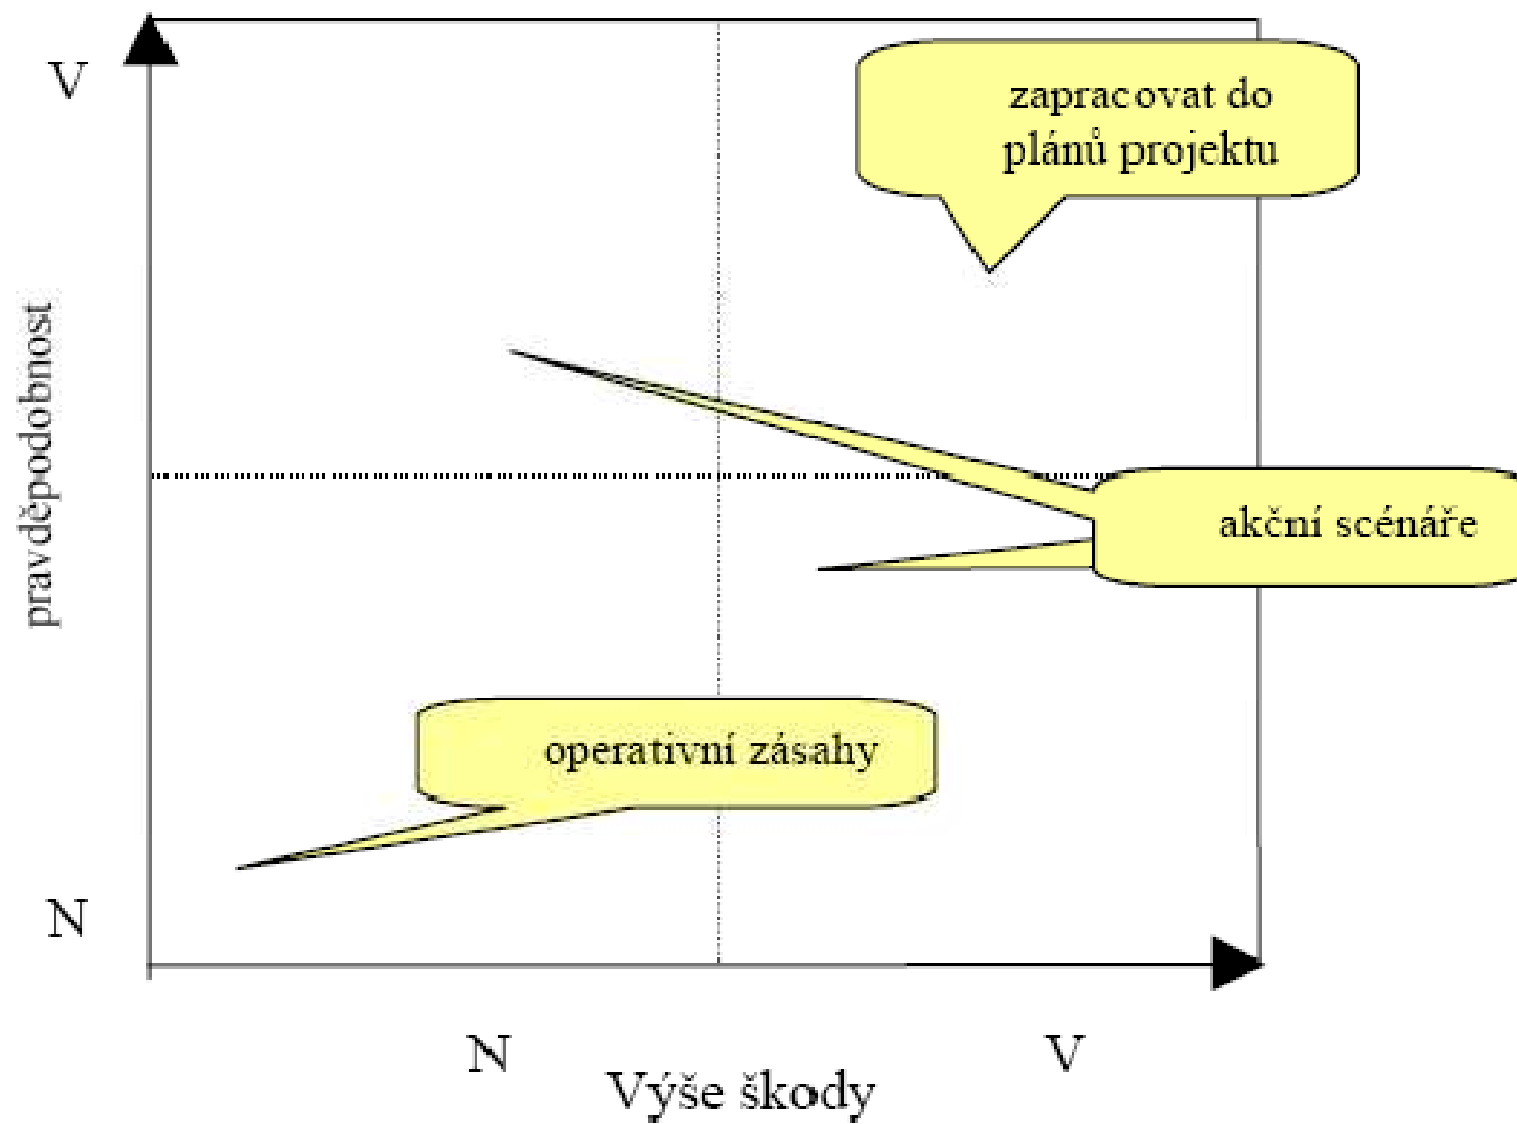 V
zapracovat do
plánů projektu
pravděpodobnost
akční scénáře
operativní zásahy
N
N
V
Výše škody